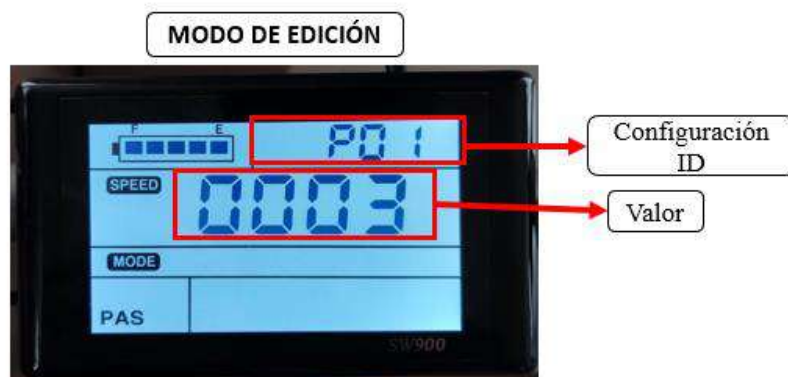 MODO DE EDICIÓN
F E
P01
Configuración
ID
SPEED
0003
Valor
MODE
PAS
SW900